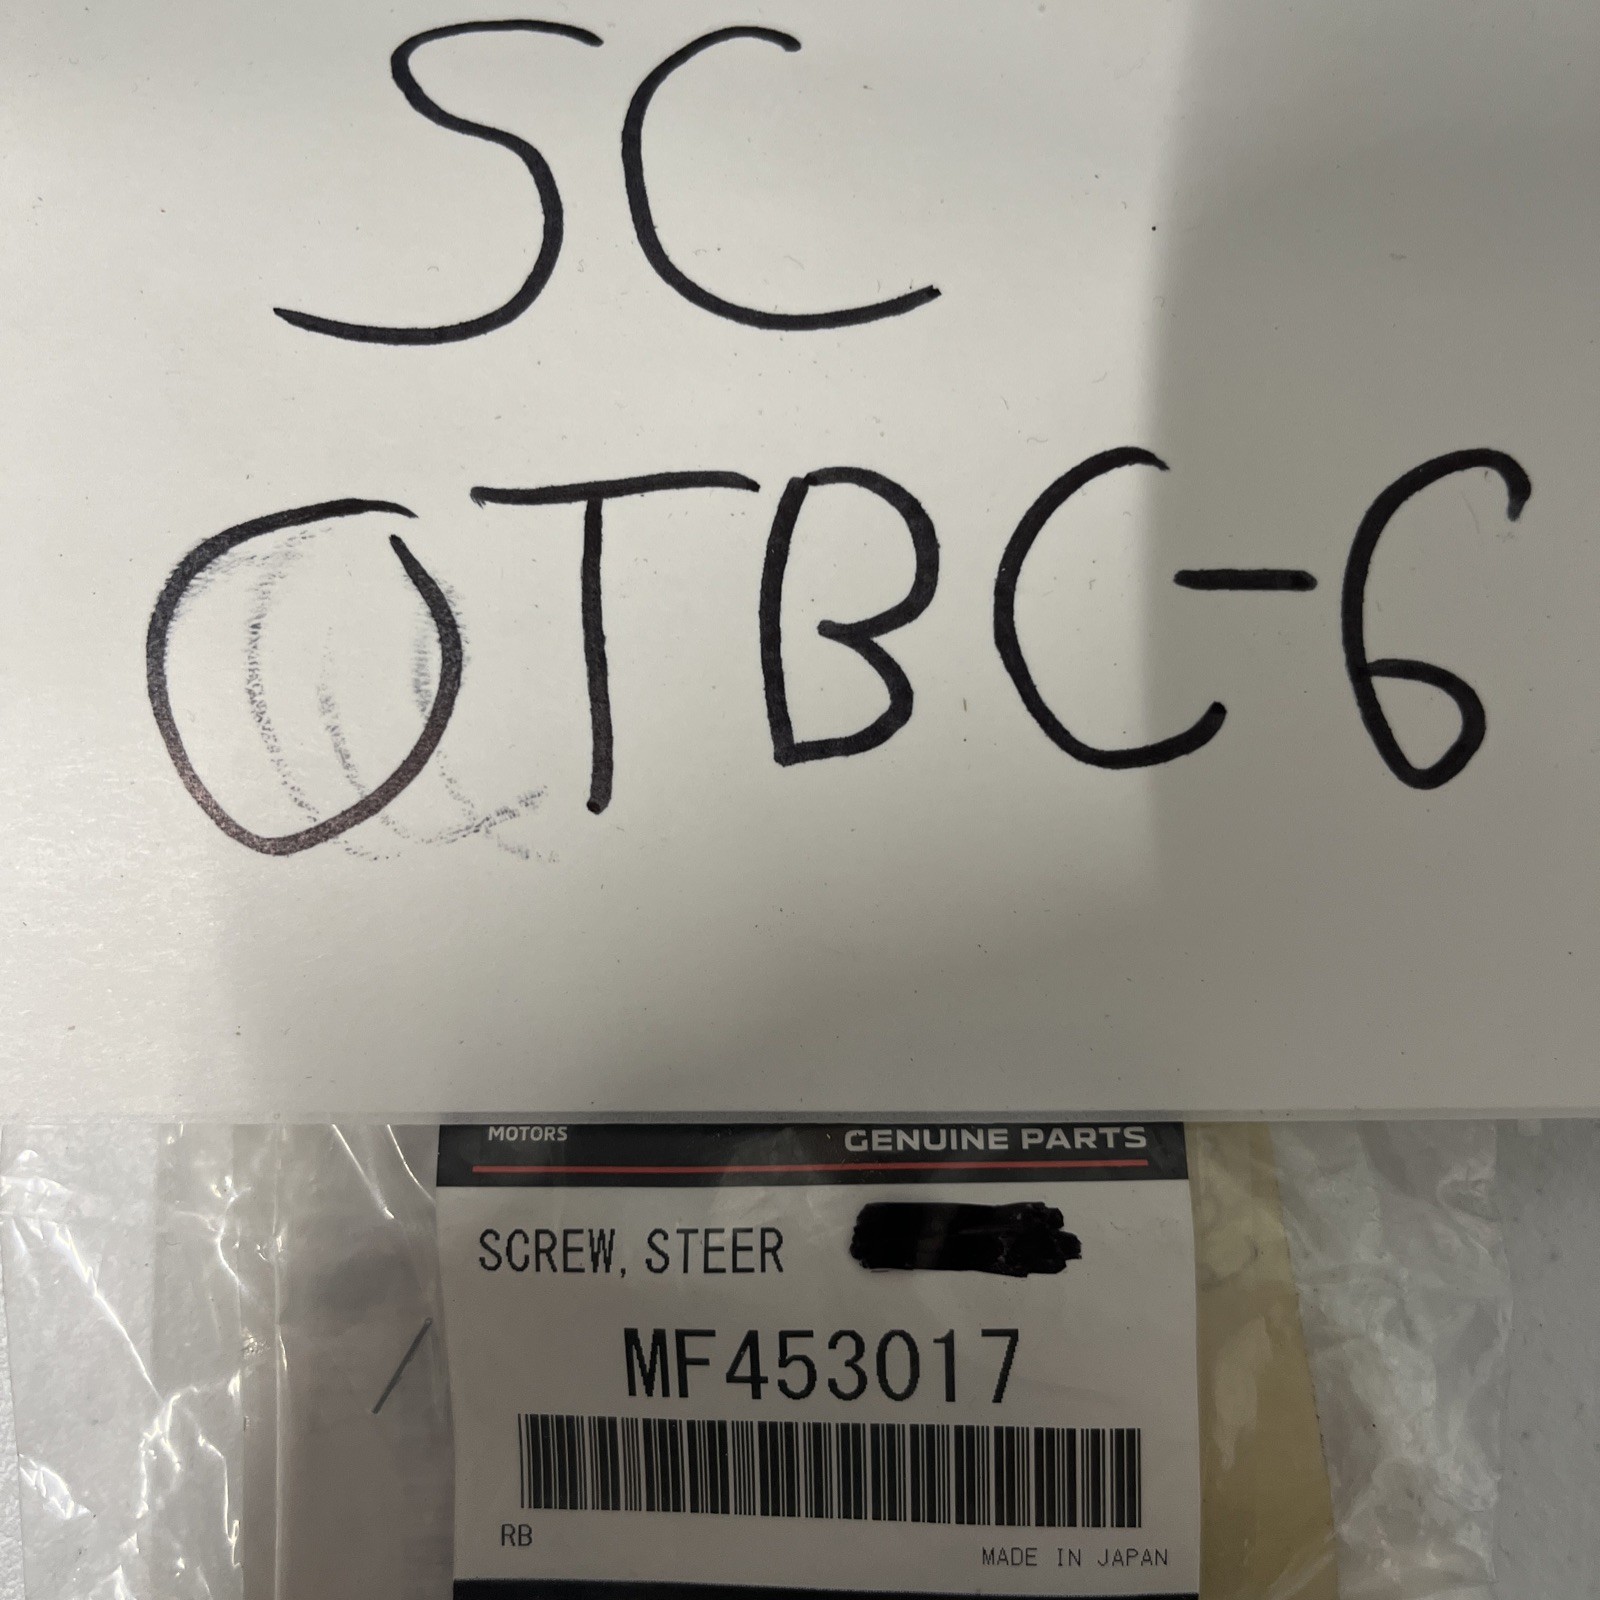 SC
OTBC-6
MOTORS GENUINE PARTS
SCREW, STEER
MF453017
RB
MADE IN JAPAN